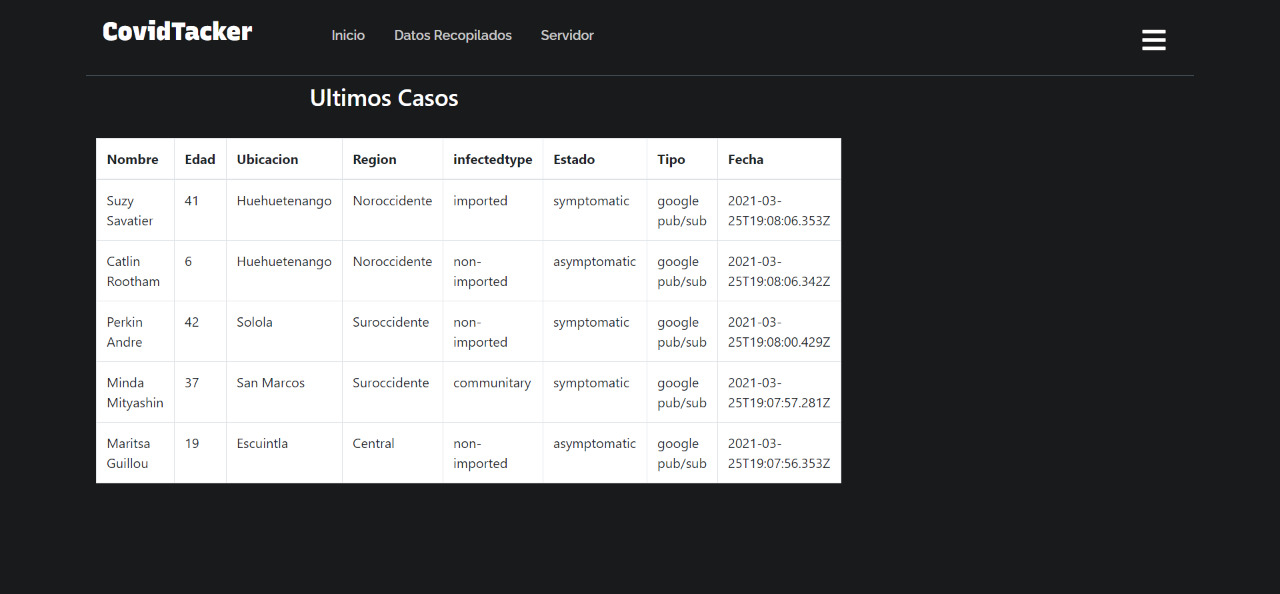 CovidTacker Inicio Datos Recopilados Servidor
Ultimos Casos
Nombre Edad Ubicacion Region infectedtype Estado Tipo Fecha
Suzy 41 Huehuetenango Noroccidente imported symptomatic google 2021-03-
Savatier pub/sub 25T19:08:06.353Z
Catlin 6 Huehuetenango Noroccidente non- asymptomatic google 2021-03-
Rootham imported pub/sub 25T19:08:06.342Z
Perkin 42 Solola Suroccidente non- symptomatic google 2021-03-
Andre imported pub/sub 25T19:08:00.429Z
Minda 37 San Marcos Suroccidente communitary symptomatic google 2021-03-
Mityashin pub/sub 25T19:07:57.281Z
Maritsa 19 Escuintla Central non- asymptomatic google 2021-03-
Guillou imported pub/sub 25T19:07:56.353Z